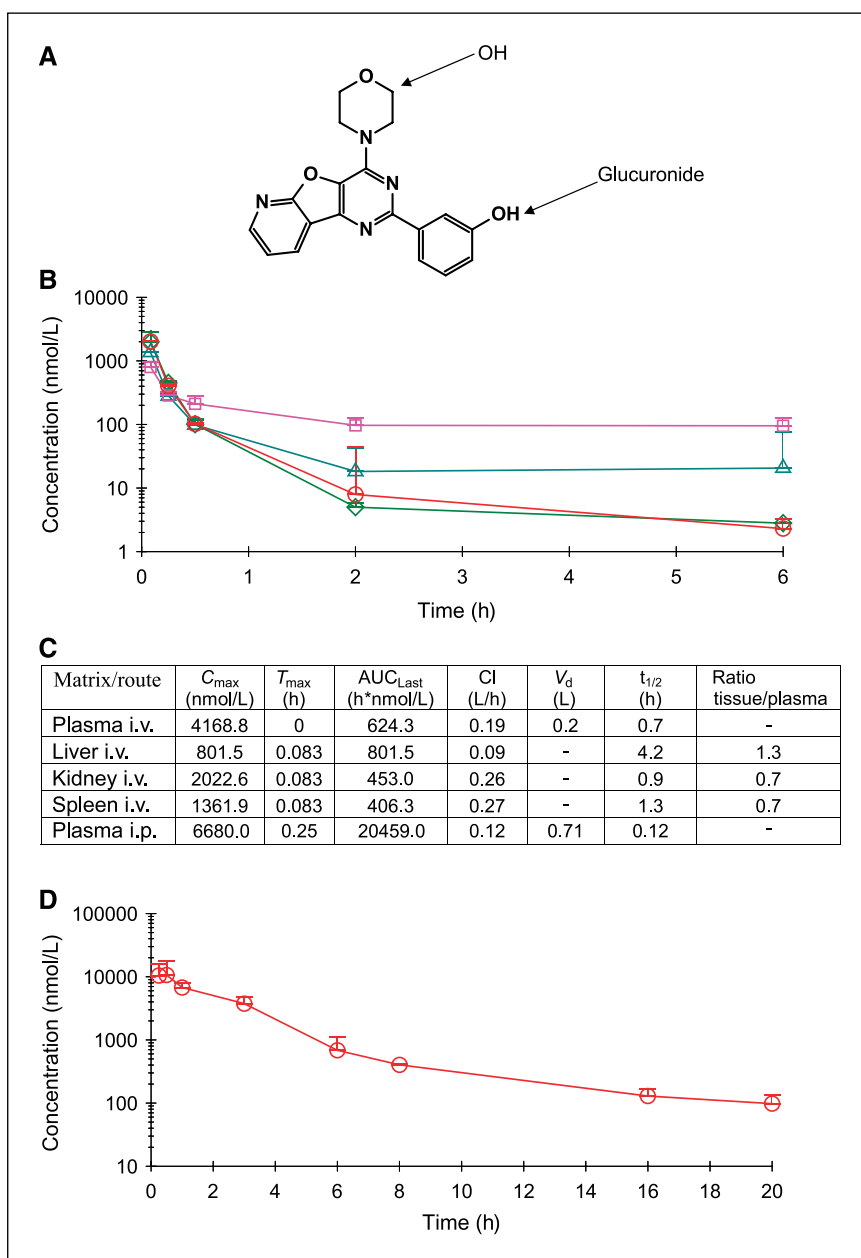 A
OH
O
N
O
N
N
N
OH
Glucuronide
B
10000
1000
100
10
1
Concentration (nmol/L)
0 1 2 3 4 5 6
Time (h)
C
Matrix/route Cmax (nmol/L) Tmax (h) AUCLast (h*nmol/L) Cl (L/h) Vd (L) t1/2 (h) Ratio tissue/plasma
Plasma i.v. 4168.8 0 624.3 0.19 0.2 0.7 -
Liver i.v. 801.5 0.083 801.5 0.09 - 4.2 1.3
Kidney i.v. 2022.6 0.083 453.0 0.26 - 0.9 0.7
Spleen i.v. 1361.9 0.083 406.3 0.27 - 1.3 0.7
Plasma i.p. 6680.0 0.25 20459.0 0.12 0.71 0.12 -
D
100000
10000
1000
100
10
Concentration (nmol/L)
0 2 4 6 8 10 12 14 16 18 20
Time (h)